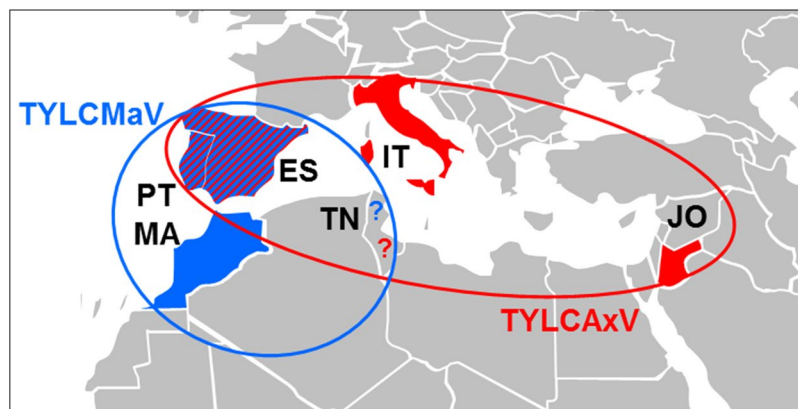 TYLCMaV
ES
IT
PT
MA
TN
?
?
JO
TYLCAxV